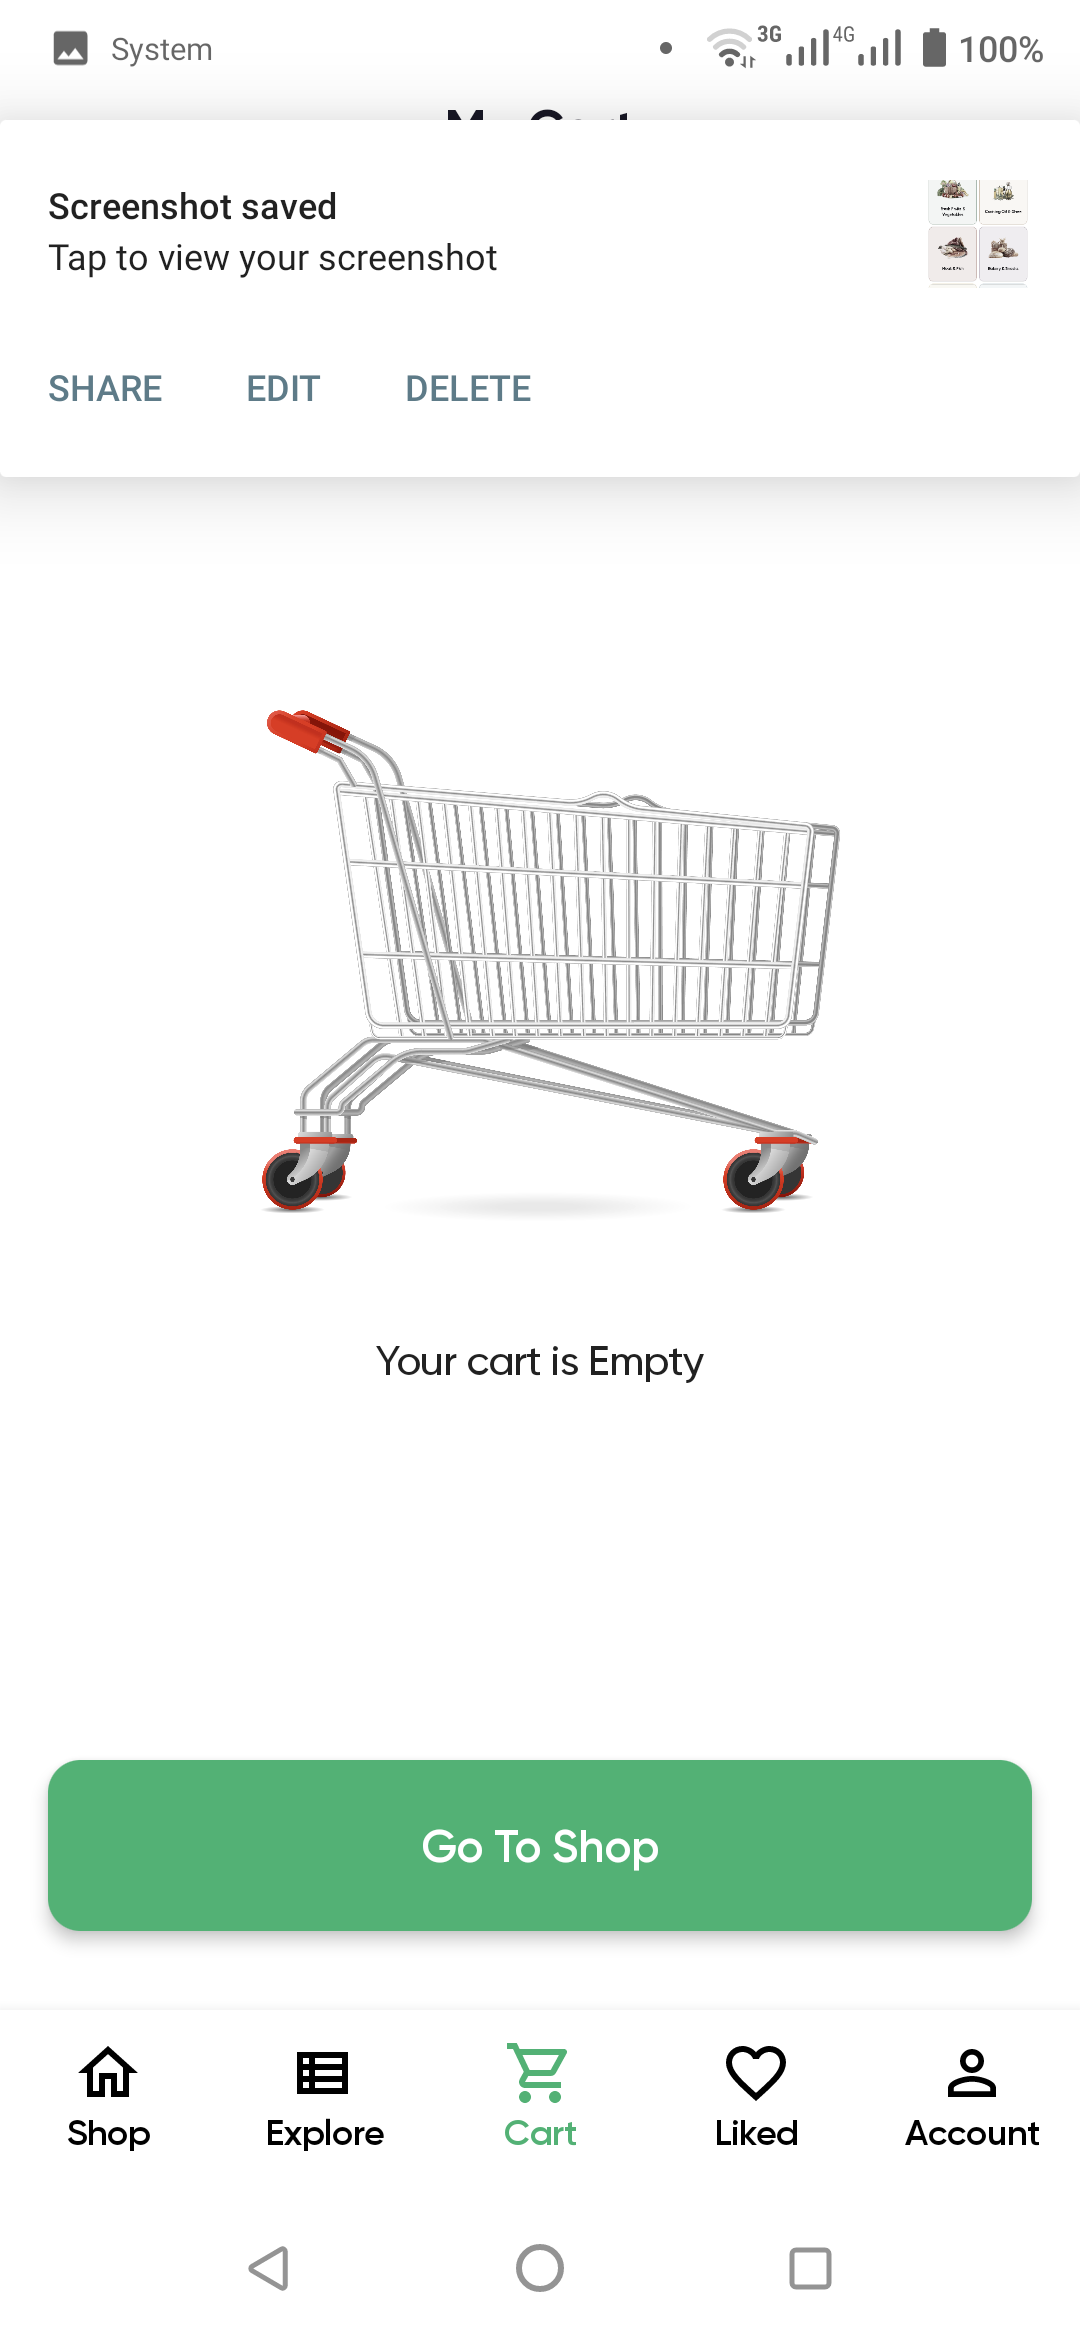 System
3G
4G
100%
Screenshot saved
Tap to view your screenshot
SHARE EDIT DELETE
Your cart is Empty
Go To Shop
Shop Explore Cart Liked Account